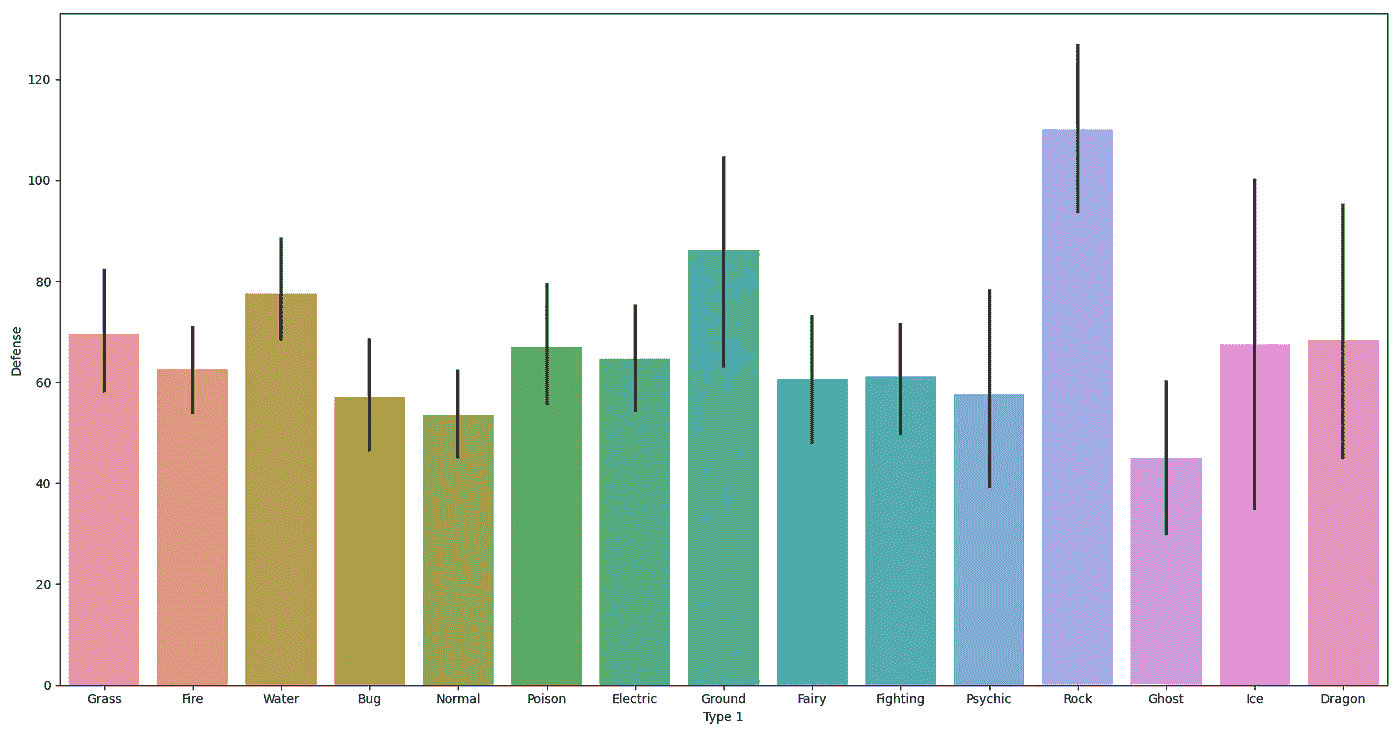 120
100
80
60
40
20
0
Defense
Grass Fire Water Bug Normal Poison Electric Ground Fairy Fighting Psychic Rock Ghost Ice Dragon
Type 1